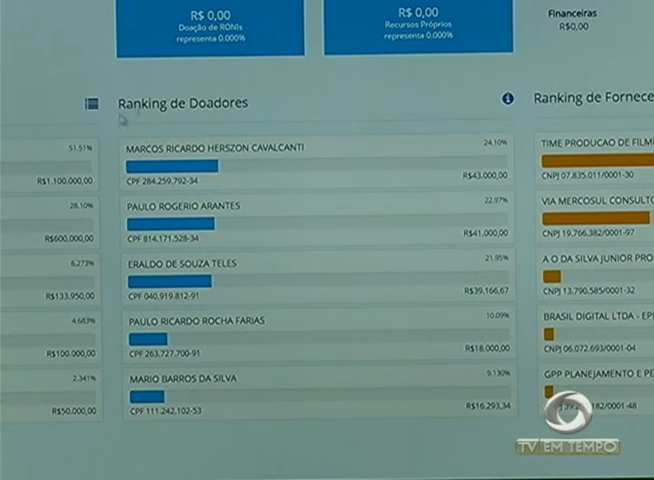 R$ 0,00
Doação de RONIs
representa 0.000%
R$ 0,00
Recursos Próprios
representa 0.000%
Financeiras
R$0,00
51.51%
R$1.100.000,00
28.10%
R$600.000,00
6.273%
R$133.950,00
4.683%
R$100.000,00
2.341%
R$50.000,00
Ranking de Doadores
MARCOS RICARDO HERSZON CAVALCANTI
24.10%
CPF 284.259.792-34
R$43.000,00
PAULO ROGERIO ARANTES
22.97%
CPF 814.171.528-34
R$41.000,00
ERALDO DE SOUZA TELES
21.95%
CPF 040.919.812-91
R$39.166,67
PAULO RICARDO ROCHA FARIAS
10.09%
CPF 263.727.700-91
R$18.000,00
MARIO BARROS DA SILVA
9.130%
CPF 111.242.102-53
R$16.293,34
Ranking de Fornece
TIME PRODUCAO DE FILM
CNPJ 07.835.011/0001-30
VIA MERCOSUL CONSULTO
CNPJ 19.766.382/0001-97
A O DA SILVA JUNIOR PRO
CNPJ 13.790.585/0001-32
BRASIL DIGITAL LTDA - EPP
CNPJ 06.072.693/0001-04
GPP PLANEJAMENTO E PE
182/0001-48
TV EM TEMPO